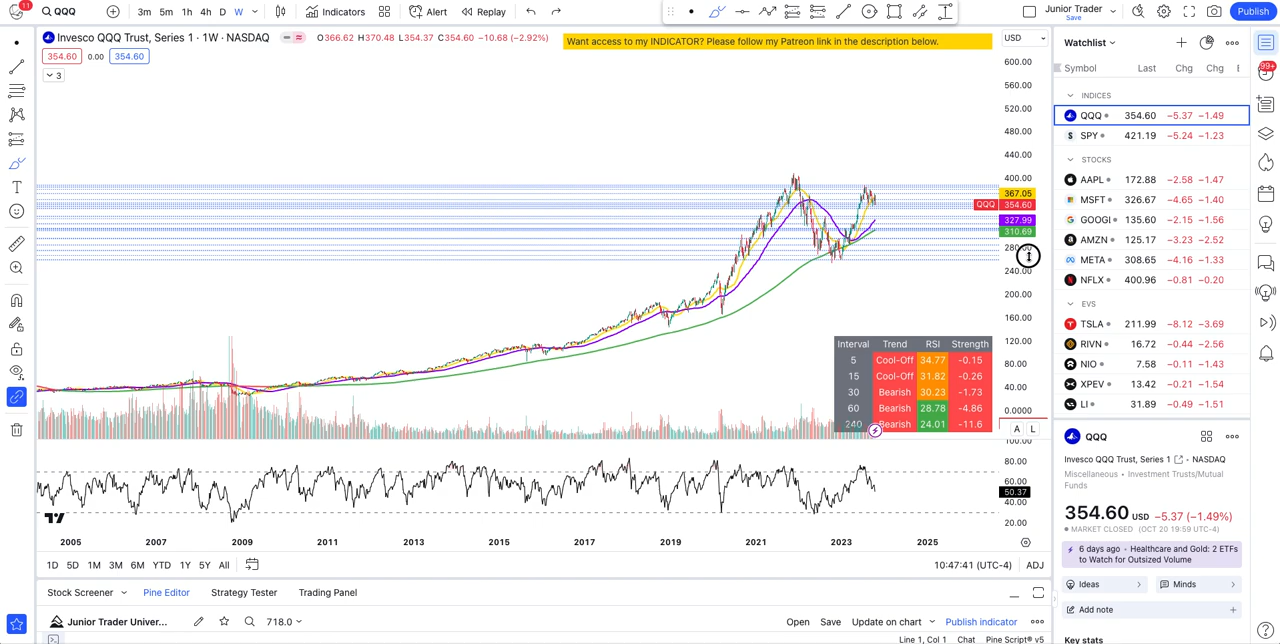 11 QQQ 3m 5m 1h 4h D W Indicators Alert Replay Junior Trader Save Publish
Invesco QQQ Trust, Series 1 · 1W · NASDAQ O366.62 H370.48 L354.37 C354.60 −10.68 (−2.92%)
Want access to my INDICATOR? Please follow my Patreon link in the description below.
USD
354.60 0.00 354.60
3
600.00
560.00
520.00
480.00
440.00
400.00
367.05
QQQ 354.60
327.99
310.69
280.00
240.00
200.00
160.00
120.00
80.00
40.00
0.0000
A L
Interval Trend RSI Strength
5 Cool-Off 34.77 -0.15
15 Cool-Off 31.82 -0.26
30 Bearish 30.23 -1.73
60 Bearish 28.78 -4.86
240 Bearish 24.01 -11.6
100.00
80.00
60.00
50.37
40.00
20.00
2005 2007 2009 2011 2013 2015 2017 2019 2021 2023 2025
1D 5D 1M 3M 6M YTD 1Y 5Y All 10:47:41 (UTC-4) ADJ
Stock Screener Pine Editor Strategy Tester Trading Panel
Junior Trader Univer... 718.0 Open Save Update on chart Publish indicator
Line 1, Col 1 Chat Pine Script® v5
Watchlist
Symbol Last Chg Chg
INDICES
QQQ 354.60 −5.37 −1.49
SPY 421.19 −5.24 −1.23
STOCKS
AAPL 172.88 −2.58 −1.47
MSFT 326.67 −4.65 −1.40
GOOGL 135.60 −2.15 −1.56
AMZN 125.17 −3.23 −2.52
META 308.65 −4.16 −1.33
NFLX 400.96 −0.81 −0.20
EVS
TSLA 211.99 −8.12 −3.69
RIVN 16.72 −0.44 −2.56
NIO 7.58 −0.11 −1.43
XPEV 13.42 −0.21 −1.54
LI 31.89 −0.49 −1.51
QQQ
Invesco QQQ Trust, Series 1 · NASDAQ
Miscellaneous · Investment Trusts/Mutual
Funds
354.60 USD −5.37 (−1.49%)
MARKET CLOSED (OCT 20 19:59 UTC-4)
6 days ago · Healthcare and Gold: 2 ETFs
to Watch for Outsized Volume
Ideas Minds
Add note
Key stats
99+